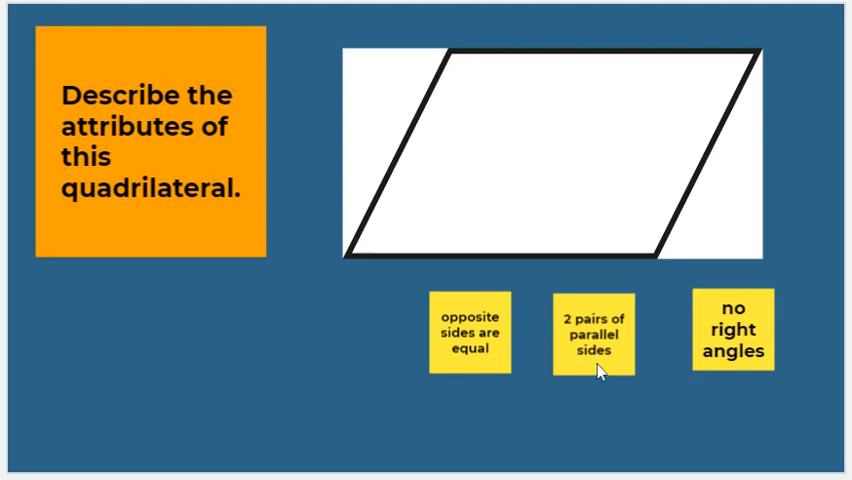 Describe the
attributes of
this
quadrilateral.
opposite
sides are
equal
2 pairs of
parallel
sides
no
right
angles